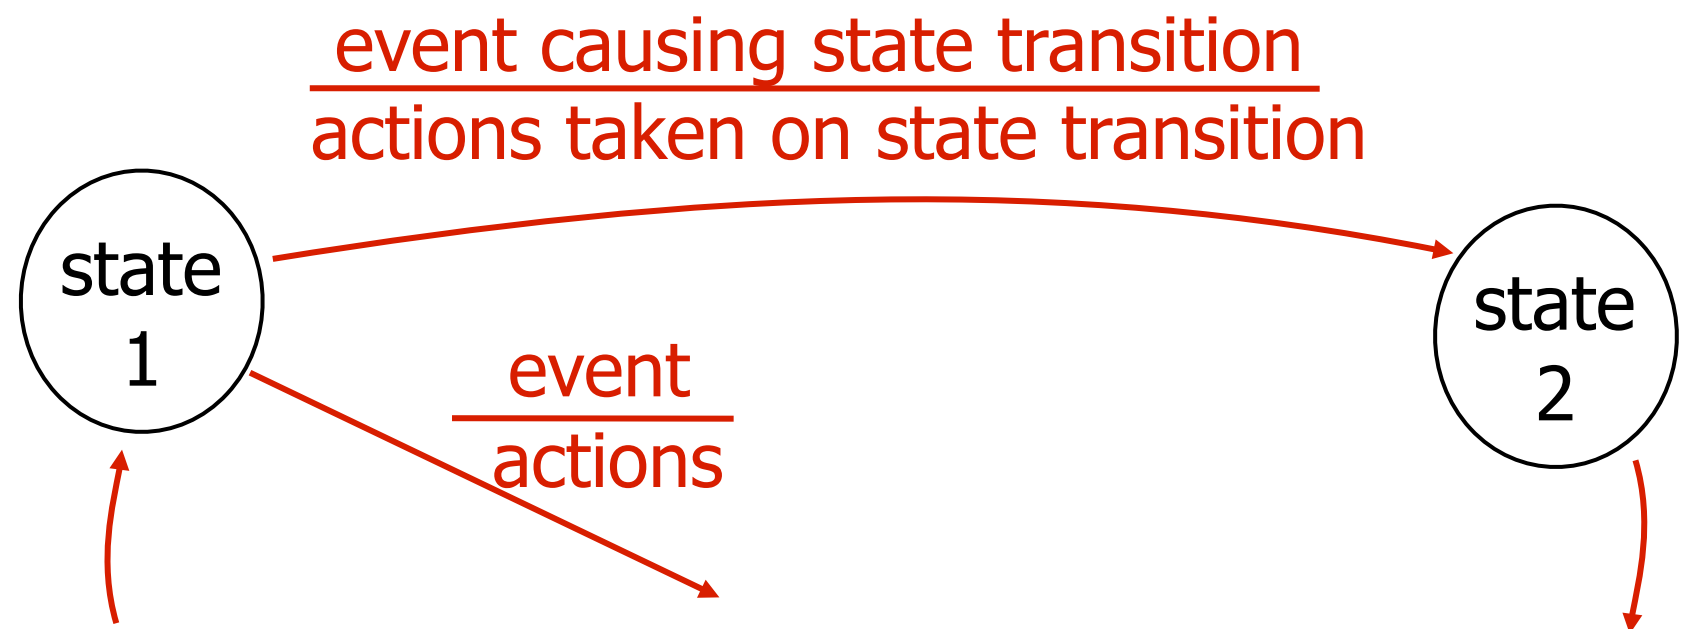 event causing state transition
actions taken on state transition
state
1
state
2
event
actions